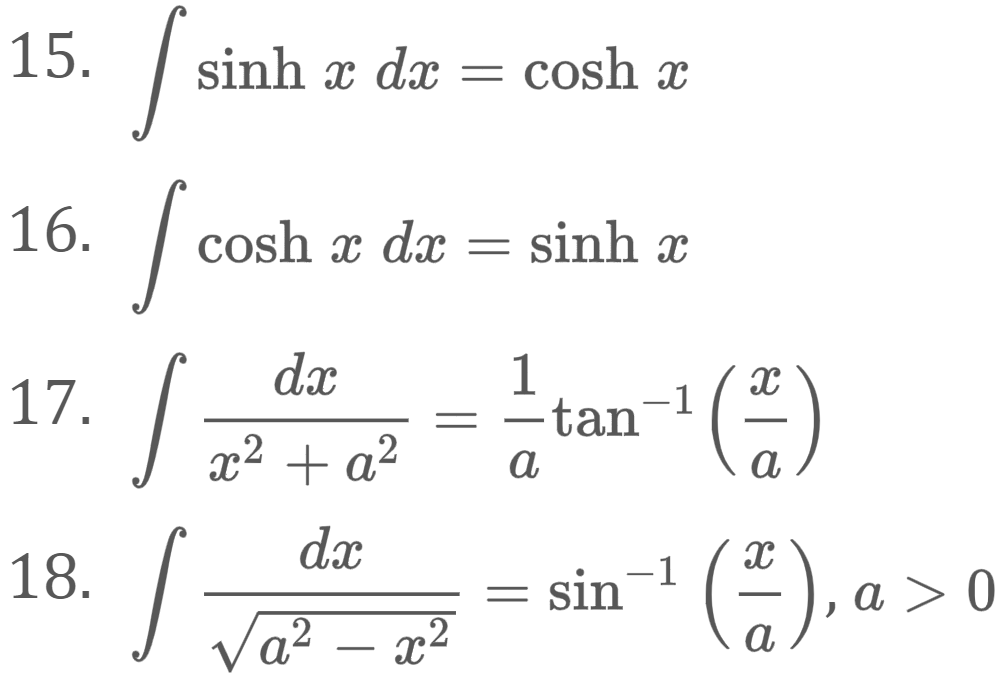 15. ∫ sinh x dx = cosh x
16. ∫ cosh x dx = sinh x
17. ∫ dx/(x² + a²) = 1/a tan⁻¹ (x/a)
18. ∫ dx/√(a² − x²) = sin⁻¹ (x/a), a > 0